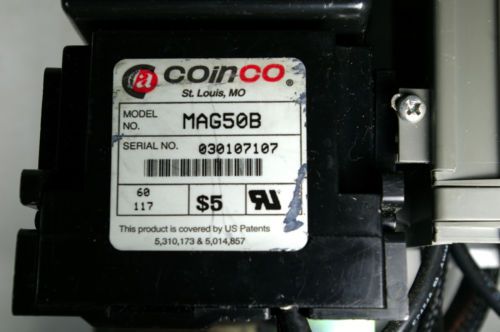 COINCO®
St. Louis, MO
MODEL NO. MAG50B
SERIAL NO. 030107107
60
117
$5
This product is covered by US Patents
5,310,173 & 5,014,857